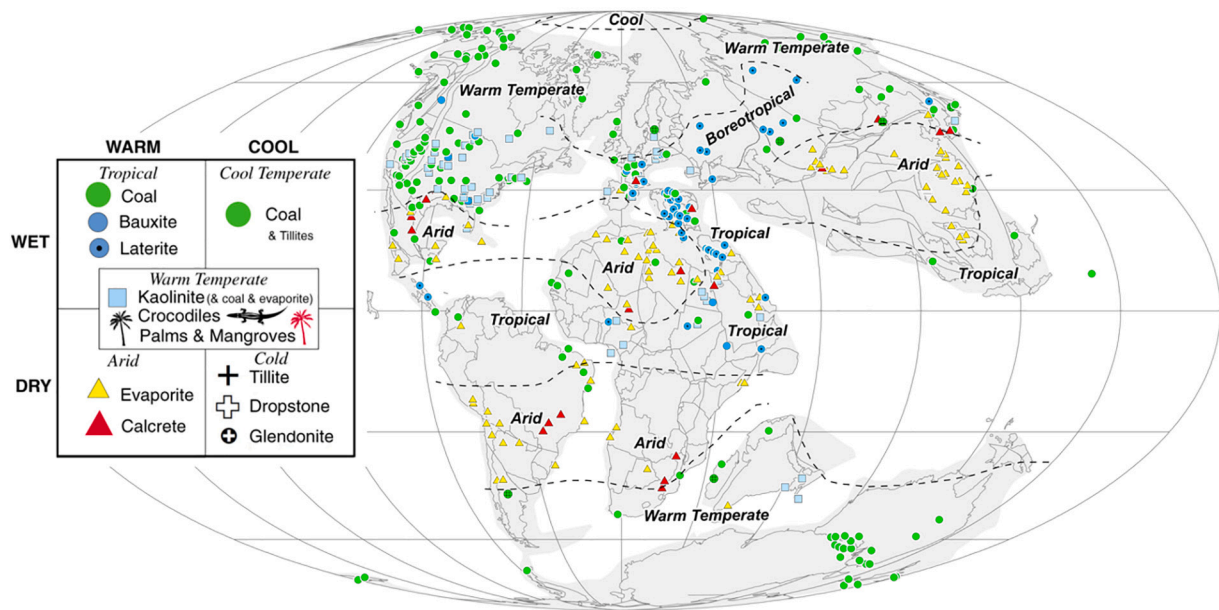 Cool
Warm Temperate
Warm Temperate
Boreotropical
Arid
Arid
Tropical
Arid
Tropical
Tropical
Tropical
Arid
Arid
Warm Temperate
WARM
COOL
WET
DRY
Tropical
Coal
Bauxite
Laterite
Cool Temperate
Coal
& Tillites
Warm Temperate
Kaolinite (& coal & evaporite)
Crocodiles
Palms & Mangroves
Arid
Evaporite
Calcrete
Cold
Tillite
Dropstone
Glendonite